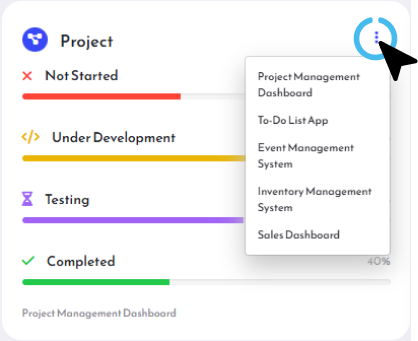 Project
Not Started
Project Management
Dashboard
To-Do List App
Under Development
Event Management
System
Testing
Inventory Management
System
Sales Dashboard
Completed
40%
Project Management Dashboard